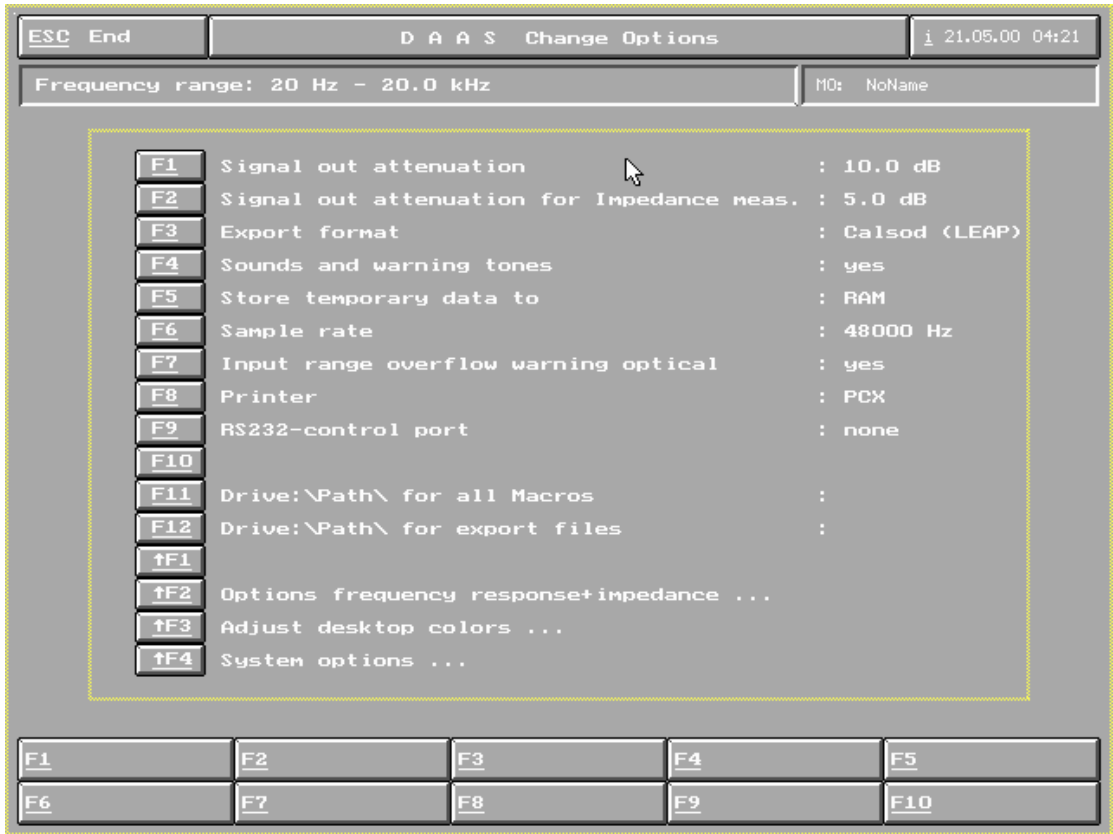 ESC End D A A S Change Options i 21.05.00 04:21
Frequency range: 20 Hz - 20.0 kHz MO: NoName
F1 Signal out attenuation : 10.0 dB
F2 Signal out attenuation for Impedance meas. : 5.0 dB
F3 Export format : Calsod (LEAP)
F4 Sounds and warning tones : yes
F5 Store temporary data to : RAM
F6 Sample rate : 48000 Hz
F7 Input range overflow warning optical : yes
F8 Printer : PCX
F9 RS232-control port : none
F10
F11 Drive:\Path\ for all Macros :
F12 Drive:\Path\ for export files :
↑F1
↑F2 Options frequency response+impedance ...
↑F3 Adjust desktop colors ...
↑F4 System options ...
F1 F2 F3 F4 F5
F6 F7 F8 F9 F10